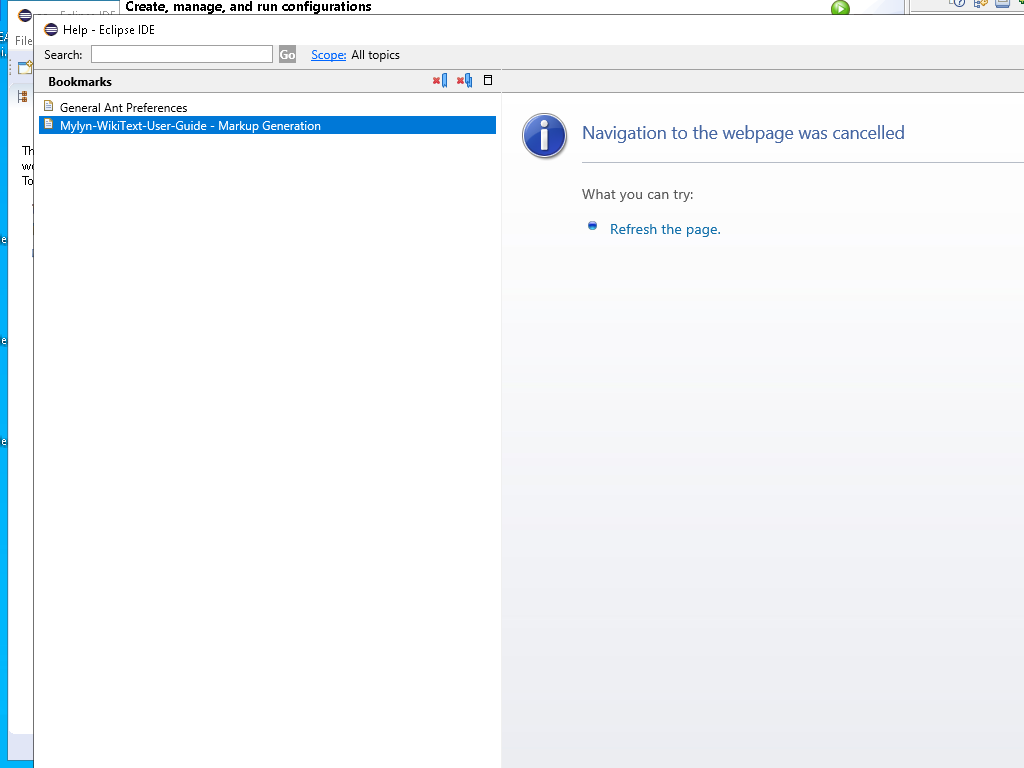 Create, manage, and run configurations
Help - Eclipse IDE
File
Search:
Go
Scope:
All topics
Bookmarks
General Ant Preferences
Mylyn-WikiText-User-Guide - Markup Generation
Th
wo
To
Navigation to the webpage was cancelled
What you can try:
Refresh the page.